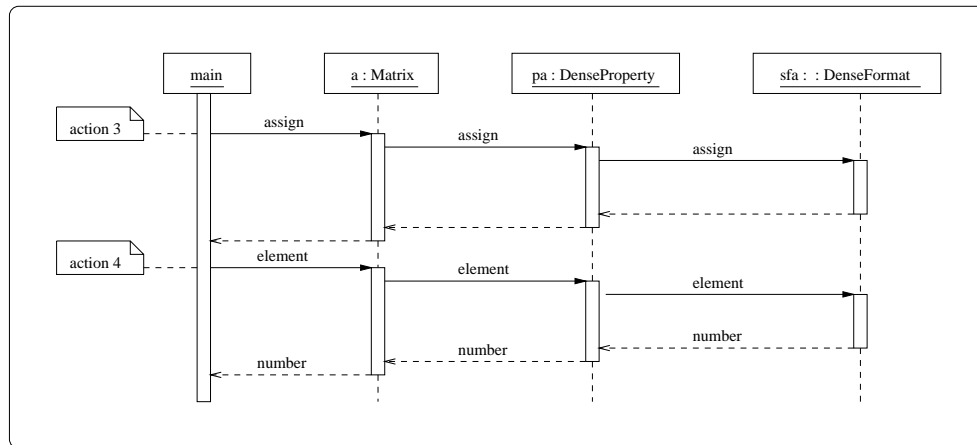 main
a : Matrix
pa : DenseProperty
sfa : : DenseFormat
action 3
assign
assign
assign
action 4
element
element
element
number
number
number